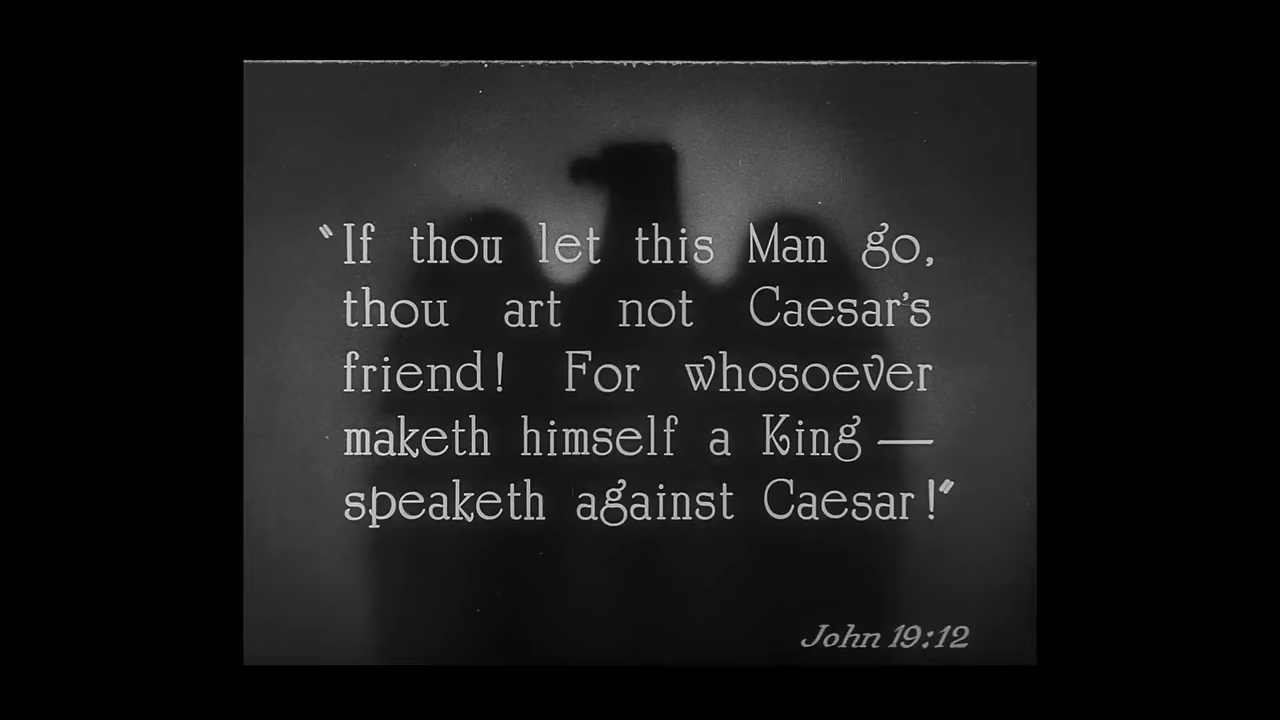 "If thou let this Man go,
thou art not Caesar's
friend! For whosoever
maketh himself a King —
speaketh against Caesar!"
John 19:12